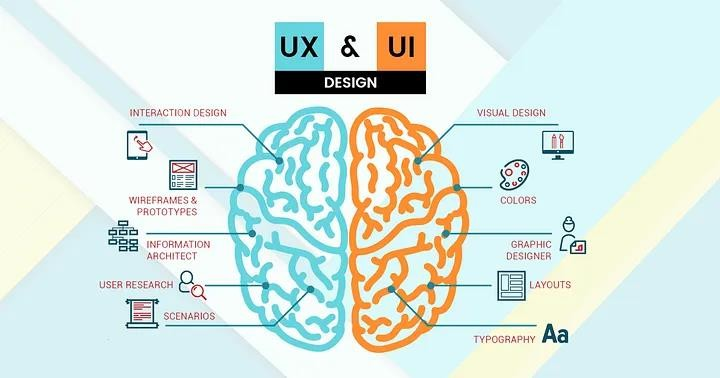 UX & UI
DESIGN
INTERACTION DESIGN
WIREFRAMES &
PROTOTYPES
INFORMATION
ARCHITECT
USER RESEARCH
SCENARIOS
VISUAL DESIGN
COLORS
GRAPHIC
DESIGNER
LAYOUTS
TYPOGRAPHY Aa